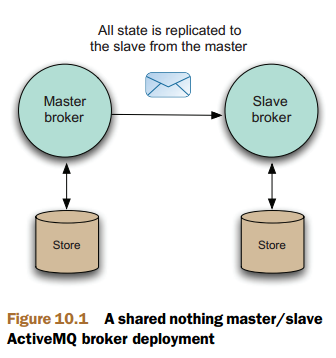 All state is replicated to
the slave from the master
Master
broker
Slave
broker
Store
Store
Figure 10.1 A shared nothing master/slave
ActiveMQ broker deployment